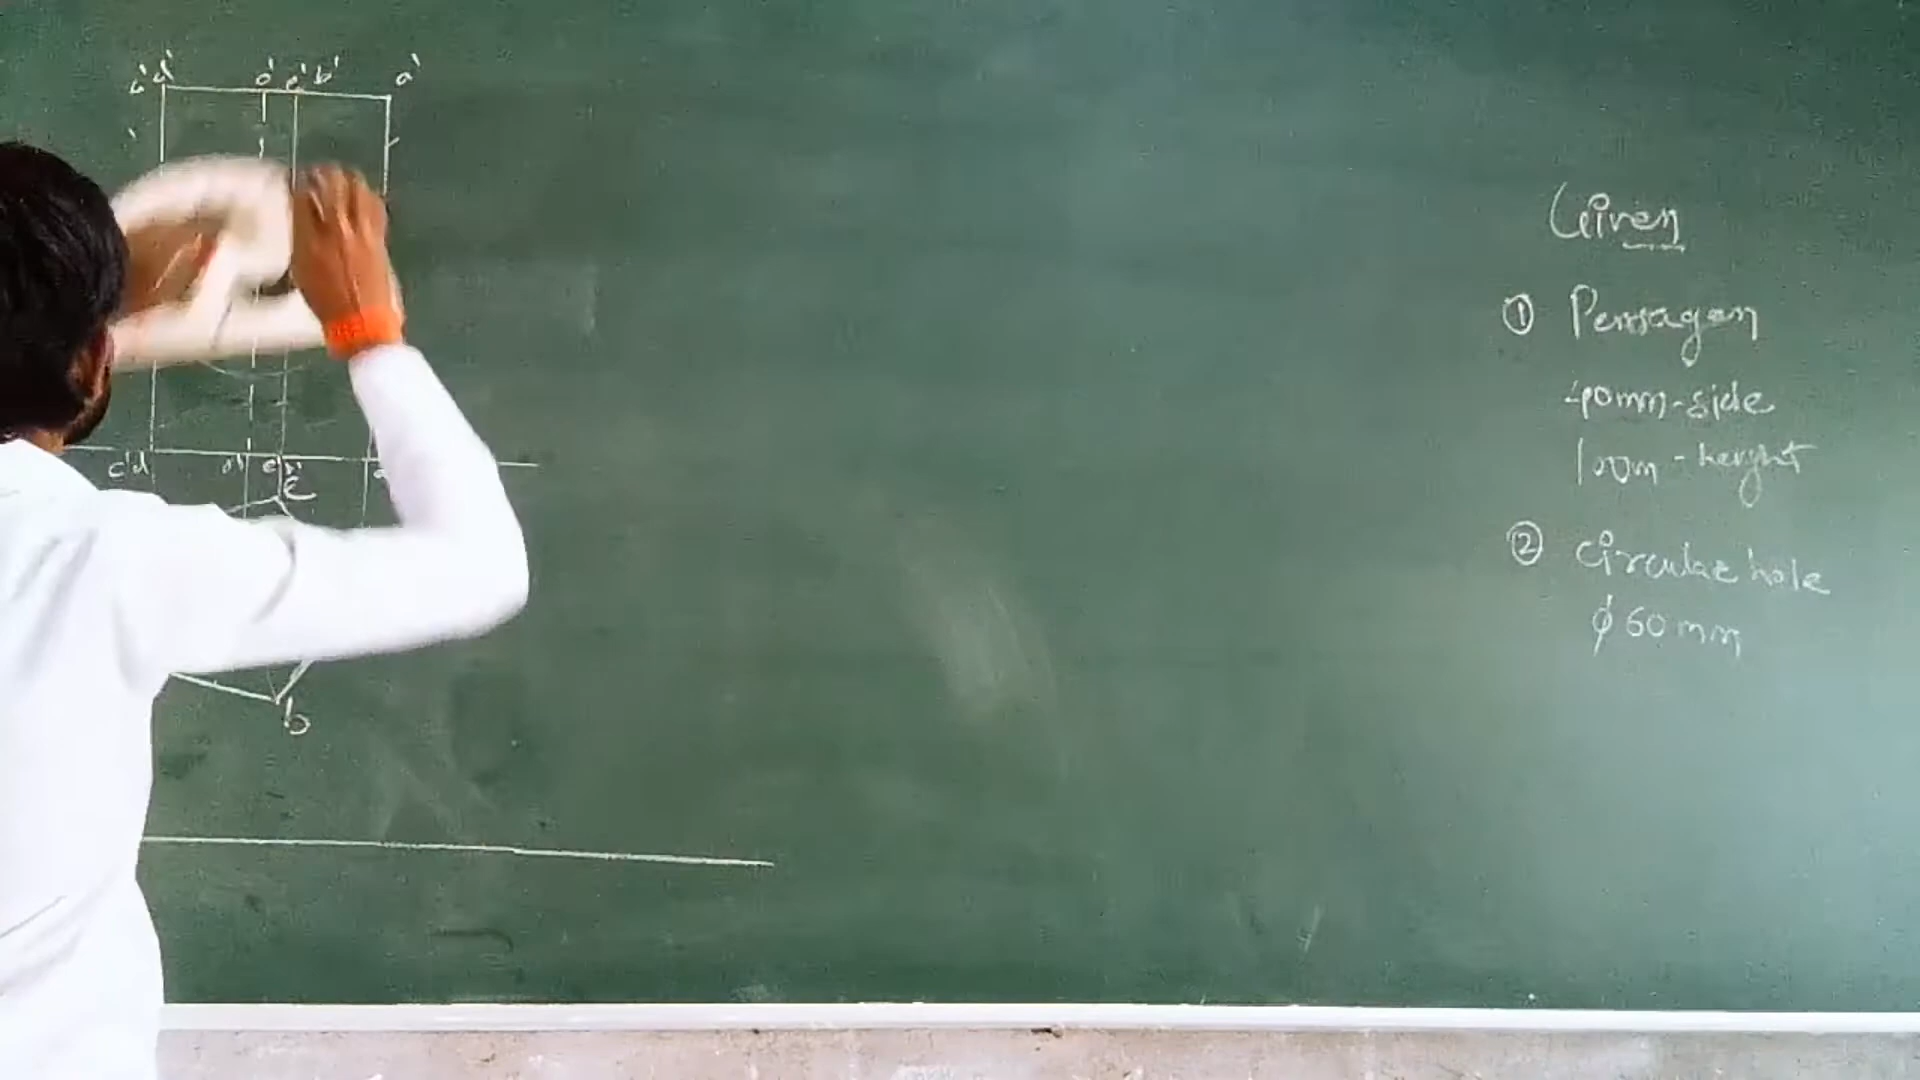 o' e' b' a'
c'd'
e
b
Given
① Pentagon
40mm-side
100m - height
② circular hole
φ 60 mm